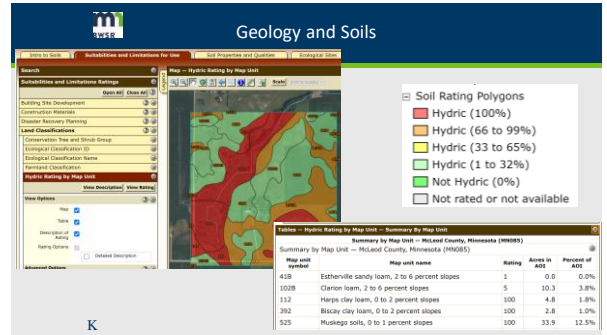 BWSR
Geology and Soils
Intro to Soils
Suitabilities and Limitations for Use
Soil Properties and Qualities
Ecological Sites
Search
Suitabilities and Limitations Ratings
Open All Close All
Building Site Development
Construction Materials
Disaster Recovery Planning
Land Classifications
Conservation Tree and Shrub Group
Ecological Classification ID
Ecological Classification Name
Farmland Classification
Hydric Rating by Map Unit
View Description View Rating
View Options
Map
Table
Description of
Rating
Rating Options
Detailed Description
Advanced Options
Legend
Map — Hydric Rating by Map Unit
Scale
Soil Rating Polygons
Hydric (100%)
Hydric (66 to 99%)
Hydric (33 to 65%)
Hydric (1 to 32%)
Not Hydric (0%)
Not rated or not available
Tables — Hydric Rating by Map Unit — Summary By Map Unit
Summary by Map Unit — McLeod County, Minnesota (MN085)
Summary by Map Unit — McLeod County, Minnesota (MN085)
Map unit symbol Map unit name Rating Acres in AOI Percent of AOI
41B Estherville sandy loam, 2 to 6 percent slopes 1 0.0 0.0%
102B Clarion loam, 2 to 6 percent slopes 5 10.3 3.8%
112 Harps clay loam, 0 to 2 percent slopes 100 4.8 1.8%
392 Biscay clay loam, 0 to 2 percent slopes 100 2.8 1.0%
525 Muskego soils, 0 to 1 percent slopes 100 33.9 12.5%
K